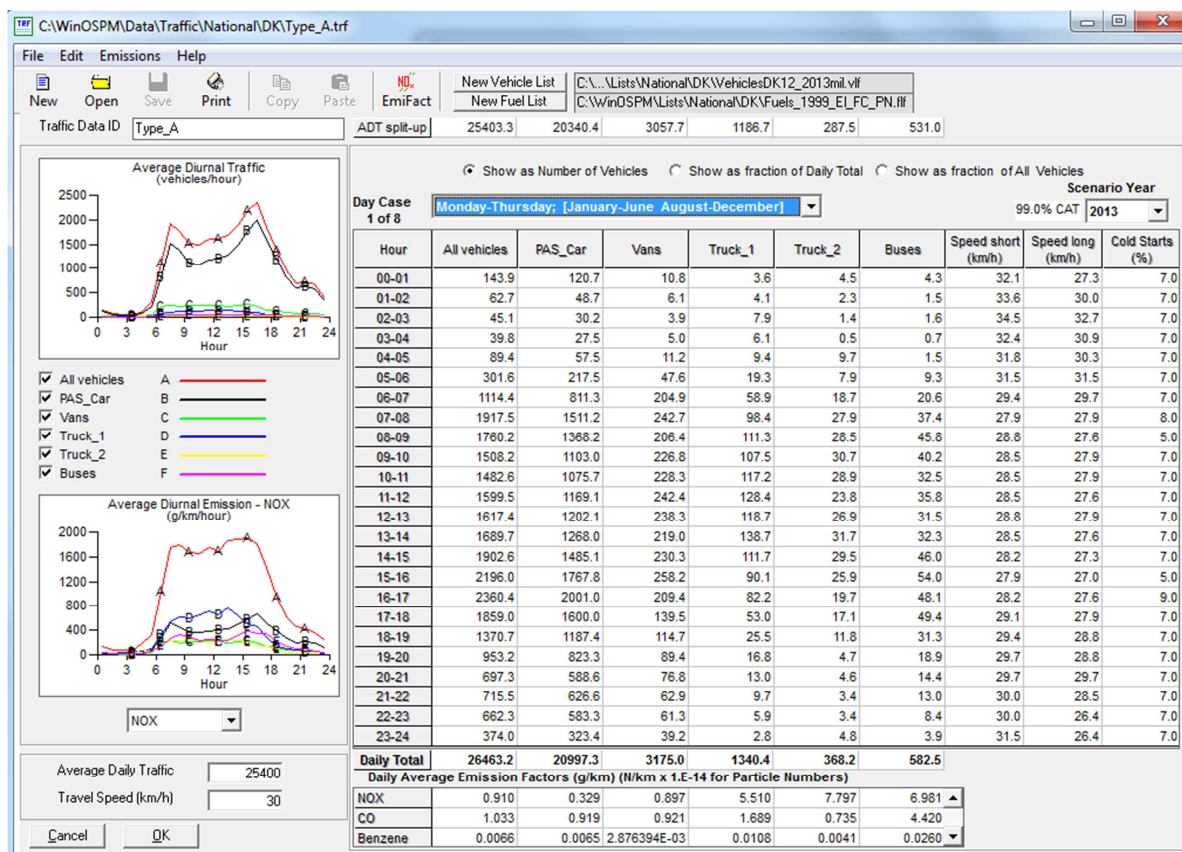 TRF C:\WinOSPM\Data\Traffic\National\DK\Type_A.trf
File Edit Emissions Help
New Open Save Print Copy Paste NOx EmiFact
New Vehicle List C:\...\Lists\National\DK\VehiclesDK12_2013mil.vlf
New Fuel List C:\WinOSPM\Lists\National\DK\Fuels_1999_EI_FC_PN.flf
Traffic Data ID Type_A ADT split-up 25403.3 20340.4 3057.7 1186.7 287.5 531.0
Average Diurnal Traffic
(vehicles/hour)
2500
2000
1500
1000
500
0
0 3 6 9 12 15 18 21 24
Hour
All vehicles A
PAS_Car B
Vans C
Truck_1 D
Truck_2 E
Buses F
Average Diurnal Emission - NOX
(g/km/hour)
2000
1600
1200
800
400
0
0 3 6 9 12 15 18 21 24
Hour
NOX
Average Daily Traffic 25400
Travel Speed (km/h) 30
Cancel OK
Show as Number of Vehicles Show as fraction of Daily Total Show as fraction of All Vehicles
Scenario Year
Day Case
1 of 8
Monday-Thursday; [January-June August-December]
99.0% CAT 2013
Hour All vehicles PAS_Car Vans Truck_1 Truck_2 Buses Speed short (km/h) Speed long (km/h) Cold Starts (%)
00-01 143.9 120.7 10.8 3.6 4.5 4.3 32.1 27.3 7.0
01-02 62.7 48.7 6.1 4.1 2.3 1.5 33.6 30.0 7.0
02-03 45.1 30.2 3.9 7.9 1.4 1.6 34.5 32.7 7.0
03-04 39.8 27.5 5.0 6.1 0.5 0.7 32.4 30.9 7.0
04-05 89.4 57.5 11.2 9.4 9.7 1.5 31.8 30.3 7.0
05-06 301.6 217.5 47.6 19.3 7.9 9.3 31.5 31.5 7.0
06-07 1114.4 811.3 204.9 58.9 18.7 20.6 29.4 29.7 7.0
07-08 1917.5 1511.2 242.7 98.4 27.9 37.4 27.9 27.9 8.0
08-09 1760.2 1368.2 206.4 111.3 28.5 45.8 28.8 27.6 5.0
09-10 1508.2 1103.0 226.8 107.5 30.7 40.2 28.5 27.9 7.0
10-11 1482.6 1075.7 228.3 117.2 28.9 32.5 28.5 27.9 7.0
11-12 1599.5 1169.1 242.4 128.4 23.8 35.8 28.5 27.6 7.0
12-13 1617.4 1202.1 238.3 118.7 26.9 31.5 28.8 27.9 7.0
13-14 1689.7 1268.0 219.0 138.7 31.7 32.3 28.5 27.6 7.0
14-15 1902.6 1485.1 230.3 111.7 29.5 46.0 28.2 27.3 7.0
15-16 2196.0 1767.8 258.2 90.1 25.9 54.0 27.9 27.0 5.0
16-17 2360.4 2001.0 209.4 82.2 19.7 48.1 28.2 27.6 9.0
17-18 1859.0 1600.0 139.5 53.0 17.1 49.4 29.1 27.9 7.0
18-19 1370.7 1187.4 114.7 25.5 11.8 31.3 29.4 28.8 7.0
19-20 953.2 823.3 89.4 16.8 4.7 18.9 29.7 28.8 7.0
20-21 697.3 588.6 76.8 13.0 4.6 14.4 29.7 29.7 7.0
21-22 715.5 626.6 62.9 9.7 3.4 13.0 30.0 28.5 7.0
22-23 662.3 583.3 61.3 5.9 3.4 8.4 30.0 26.4 7.0
23-24 374.0 323.4 39.2 2.8 4.8 3.9 31.5 26.4 7.0
Daily Total 26463.2 20997.3 3175.0 1340.4 368.2 582.5
Daily Average Emission Factors (g/km) (N/km x 1.E-14 for Particle Numbers)
NOX 0.910 0.329 0.897 5.510 7.797 6.981
CO 1.033 0.919 0.921 1.689 0.735 4.420
Benzene 0.0066 0.0065 2.876394E-03 0.0108 0.0041 0.0260